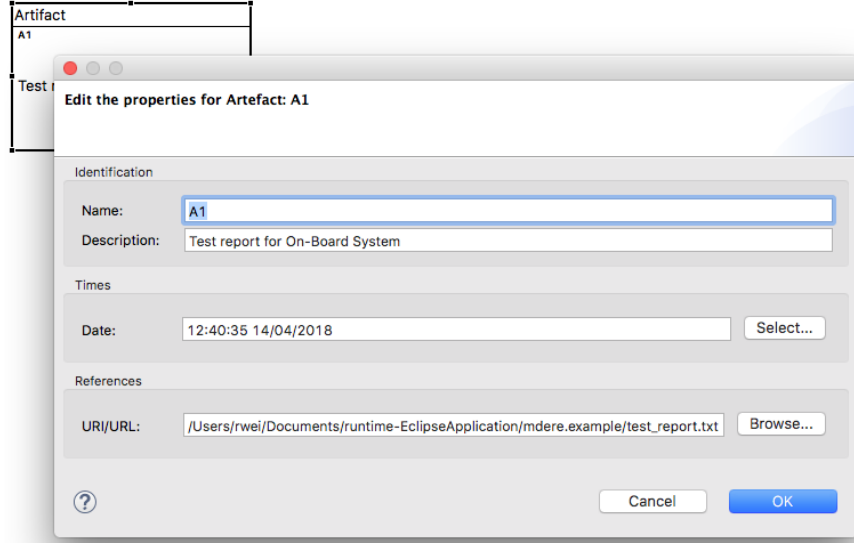 Artifact
A1
Test
Edit the properties for Artefact: A1
Identification
Name: A1
Description: Test report for On-Board System
Times
Date: 12:40:35 14/04/2018 Select...
References
URI/URL: /Users/rwei/Documents/runtime-EclipseApplication/mdere.example/test_report.txt Browse...
? Cancel OK